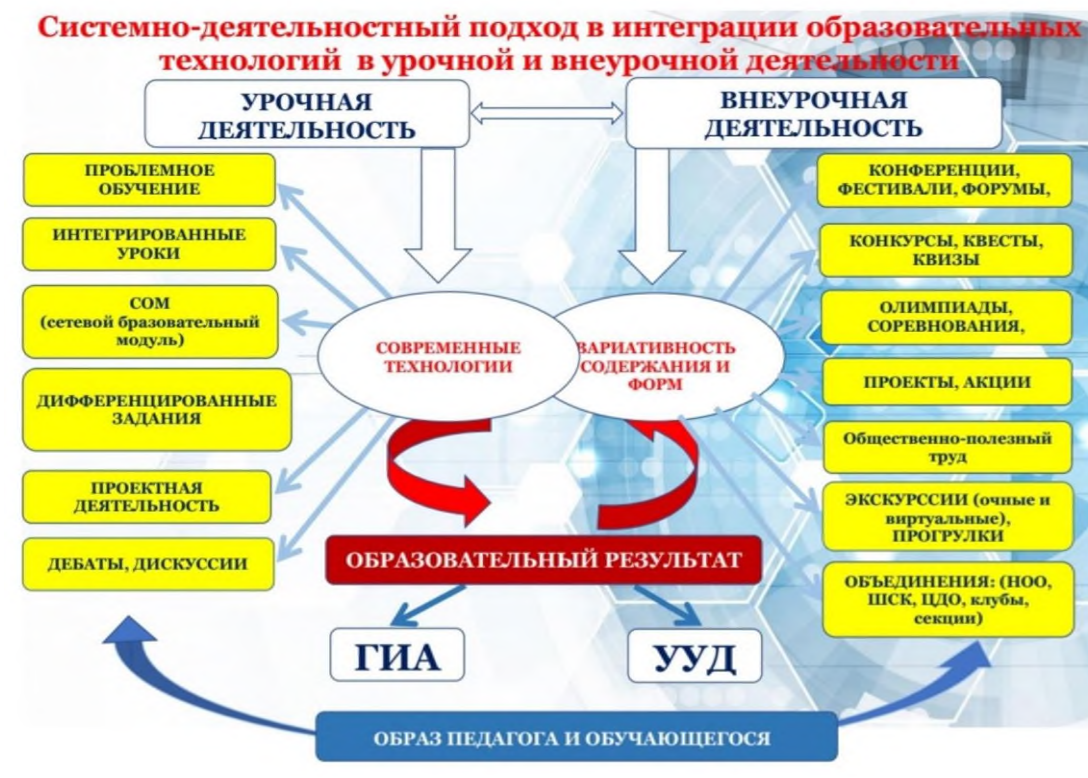 Системно-деятельностный подход в интеграции образовательных
технологий в урочной и внеурочной деятельности
УРОЧНАЯ
ДЕЯТЕЛЬНОСТЬ
ВНЕУРОЧНАЯ
ДЕЯТЕЛЬНОСТЬ
ПРОБЛЕМНОЕ
ОБУЧЕНИЕ
ИНТЕГРИРОВАННЫЕ
УРОКИ
СОМ
(сетевой бразовательный
модуль)
ДИФФЕРЕНЦИРОВАННЫЕ
ЗАДАНИЯ
ПРОЕКТНАЯ
ДЕЯТЕЛЬНОСТЬ
ДЕБАТЫ, ДИСКУССИИ
СОВРЕМЕННЫЕ
ТЕХНОЛОГИИ
ВАРИАТИВНОСТЬ
СОДЕРЖАНИЯ И
ФОРМ
КОНФЕРЕНЦИИ,
ФЕСТИВАЛИ, ФОРУМЫ,
КОНКУРСЫ, КВЕСТЫ,
КВИЗЫ
ОЛИМПИАДЫ,
СОРЕВНОВАНИЯ,
ПРОЕКТЫ, АКЦИИ
Общественно-полезный
труд
ЭКСКУРССИИ (очные и
виртуальные),
ПРОГРУЛКИ
ОБЪЕДИНЕНИЯ: (НОО,
ШСК, ЦДО, клубы,
секции)
ОБРАЗОВАТЕЛЬНЫЙ РЕЗУЛЬТАТ
ГИА
УУД
ОБРАЗ ПЕДАГОГА И ОБУЧАЮЩЕГОСЯ